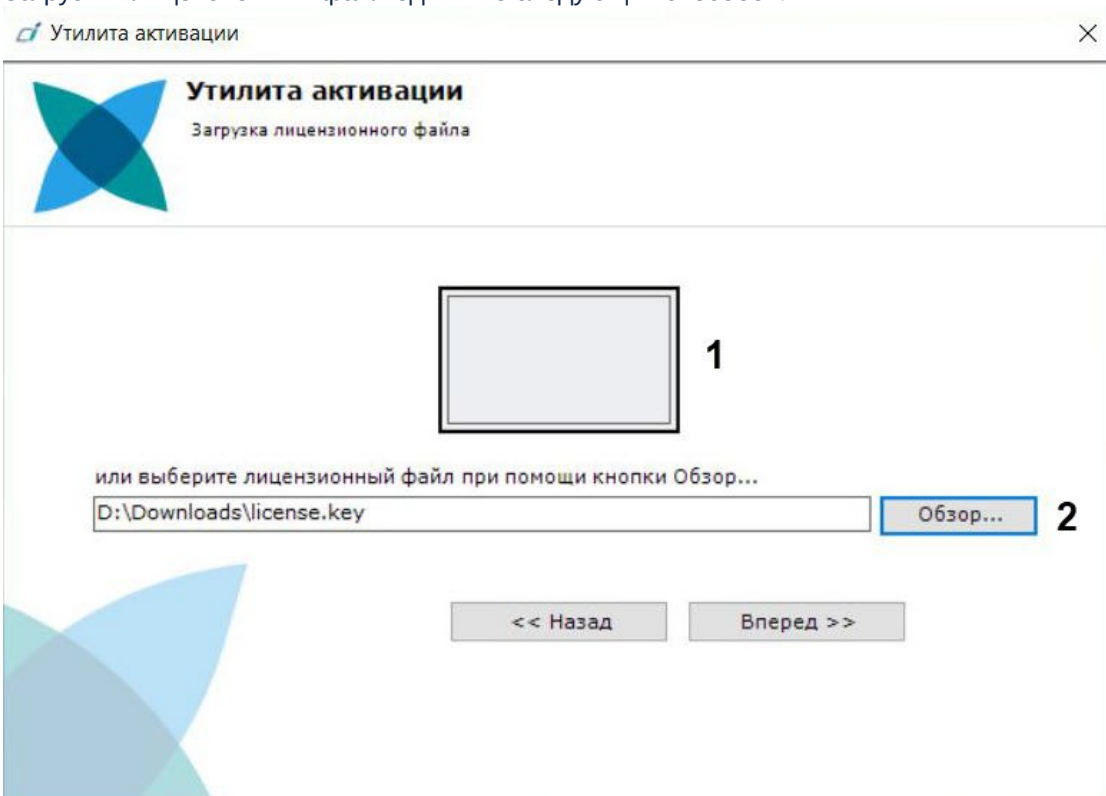 Утилита активации
Утилита активации
Загрузка лицензионного файла
1
или выберите лицензионный файл при помощи кнопки Обзор...
D:\Downloads\license.key
Обзор...
2
<< Назад
Вперед >>